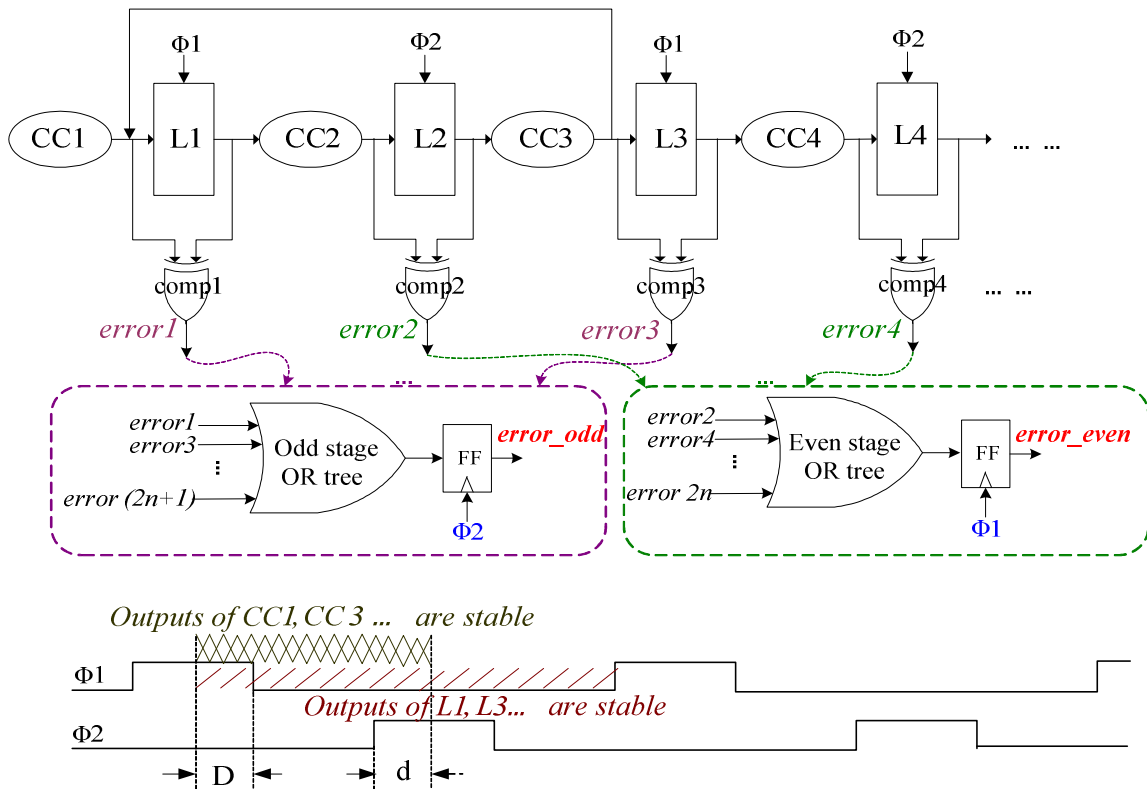 Φ1
Φ2
Φ1
Φ2
CC1
L1
CC2
L2
CC3
L3
CC4
L4
... ...
comp1
comp2
comp3
comp4
... ...
error1
error2
error3
error4
...
...
error1
error3
...
error (2n+1)
Odd stage
OR tree
FF
error_odd
Φ2
error2
error4
...
error 2n
Even stage
OR tree
FF
error_even
Φ1
Outputs of CC1, CC3 ... are stable
Φ1
Outputs of L1, L3... are stable
Φ2
D
d